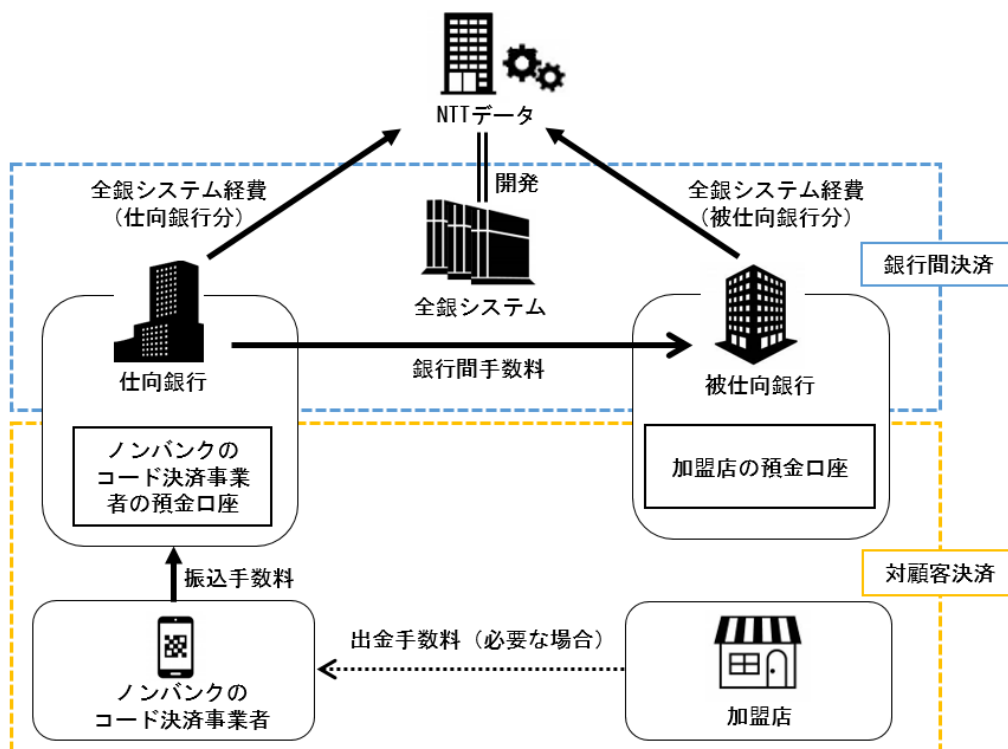 NTTデータ
開発
全銀システム経費
（仕向銀行分）
全銀システム経費
（被仕向銀行分）
銀行間決済
全銀システム
仕向銀行
銀行間手数料
被仕向銀行
ノンバンクの
コード決済事業
者の預金口座
加盟店の預金口座
対顧客決済
振込手数料
出金手数料（必要な場合）
ノンバンクの
コード決済事業者
加盟店